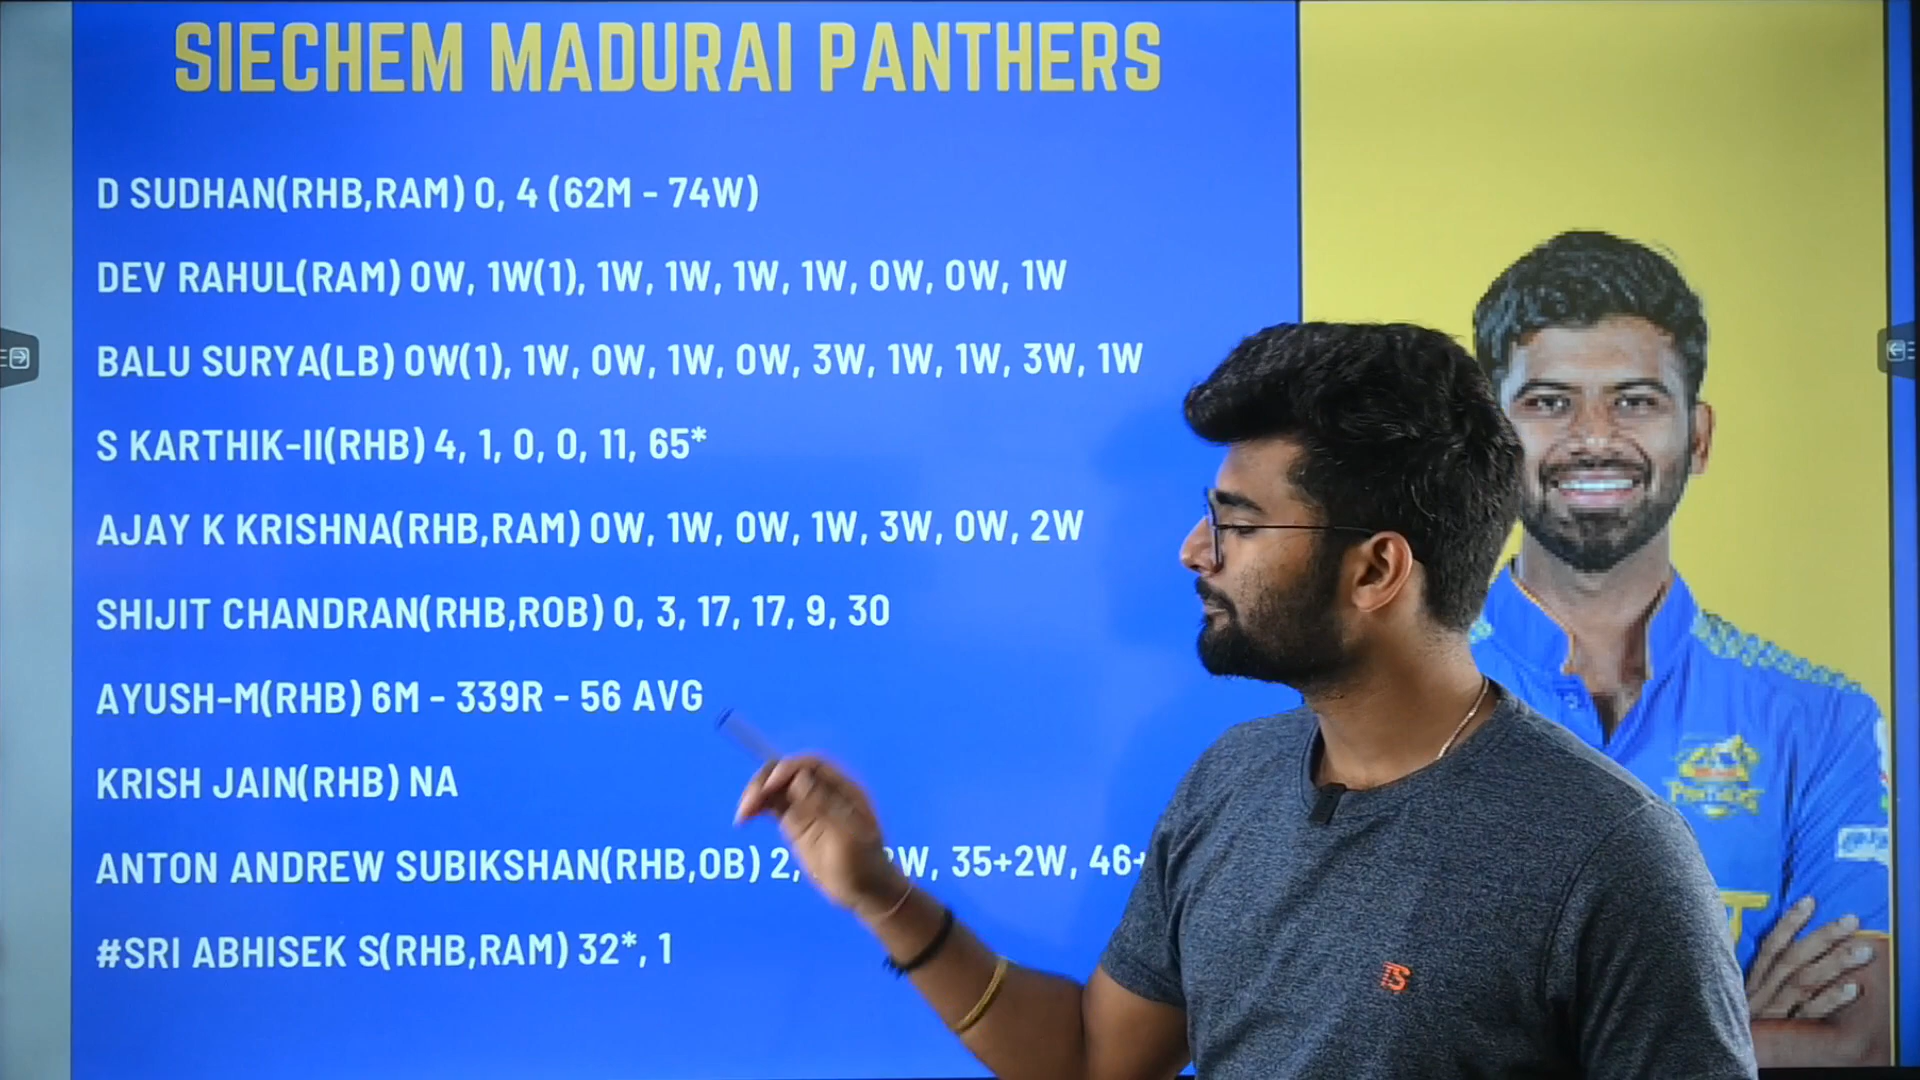 SIECHEM MADURAI PANTHERS
D SUDHAN(RHB,RAM) 0, 4 (62M - 74W)
DEV RAHUL(RAM) 0W, 1W(1), 1W, 1W, 1W, 1W, 0W, 0W, 1W
BALU SURYA(LB) 0W(1), 1W, 0W, 1W, 0W, 3W, 1W, 1W, 3W, 1W
S KARTHIK-II(RHB) 4, 1, 0, 0, 11, 65*
AJAY K KRISHNA(RHB,RAM) 0W, 1W, 0W, 1W, 3W, 0W, 2W
SHIJIT CHANDRAN(RHB,ROB) 0, 3, 17, 17, 9, 30
AYUSH-M(RHB) 6M - 339R - 56 AVG
KRISH JAIN(RHB) NA
ANTON ANDREW SUBIKSHAN(RHB,OB) 2, 35+2W, 46+
#SRI ABHISEK S(RHB,RAM) 32*, 1
PANTHERS